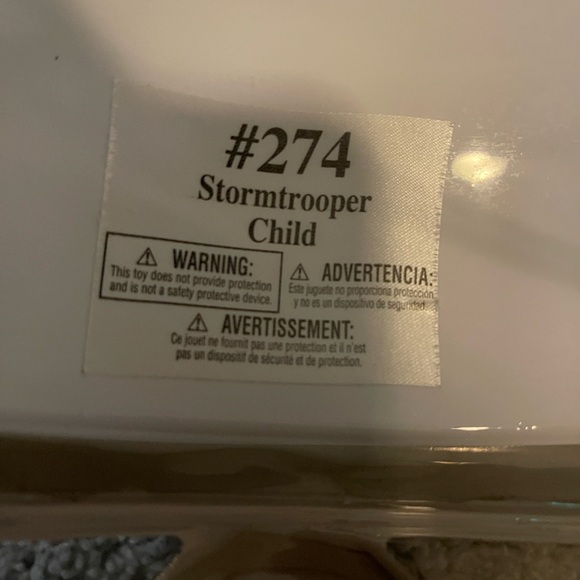 #274
Stormtrooper
Child
⚠ WARNING:
This toy does not provide protection
and is not a safety protective device.
⚠ ADVERTENCIA:
Este juguete no proporciona protección
y no es un dispositivo de seguridad.
⚠ AVERTISSEMENT:
Ce jouet ne fournit pas une protection et il n'est
pas un dispositif de sécurité et de protection.